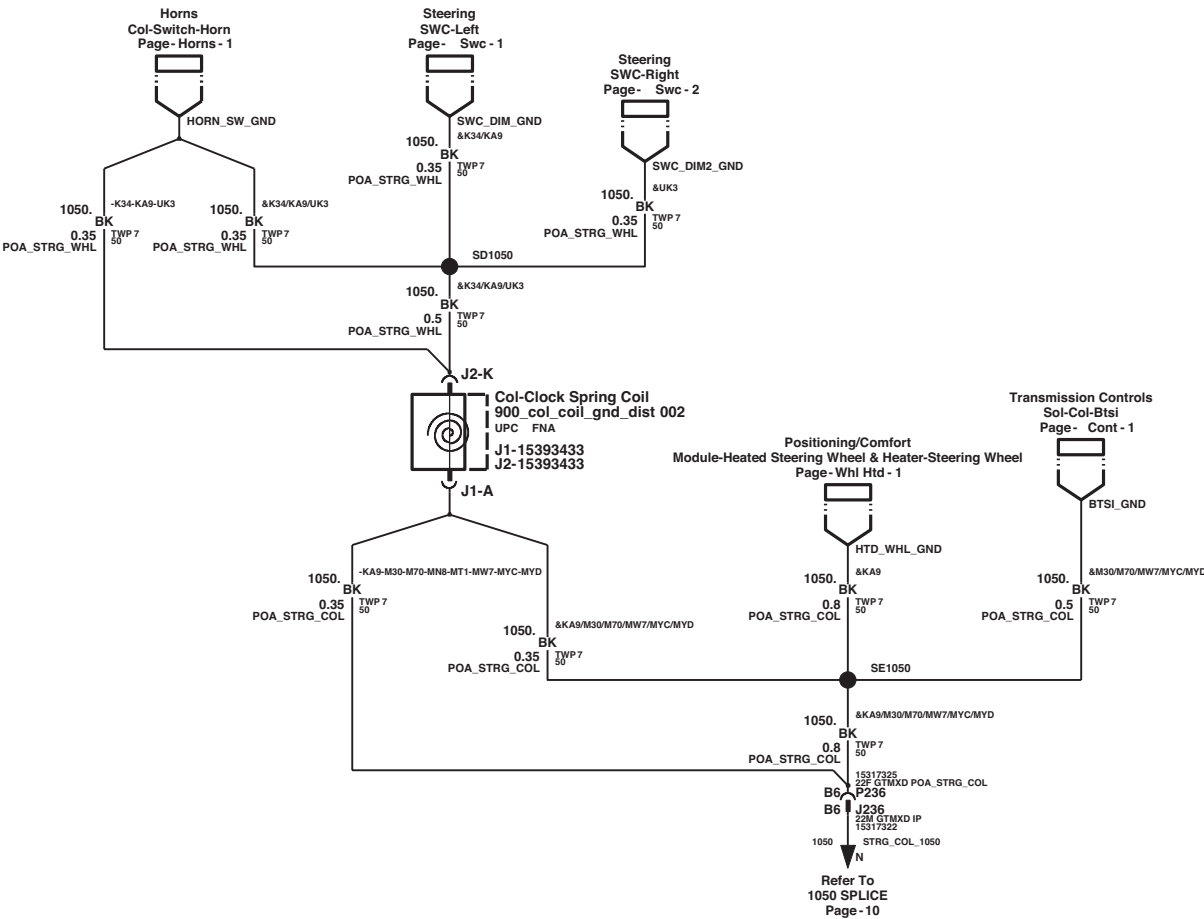 Horns
Col-Switch-Horn
Page- Horns - 1
HORN_SW_GND
Steering
SWC-Left
Page- Swc - 1
SWC_DIM_GND
Steering
SWC-Right
Page- Swc - 2
SWC_DIM2_GND
1050.
-K34-KA9-UK3
BK
0.35
TWP 7
50
POA_STRG_WHL
1050.
&K34/KA9/UK3
BK
0.35
TWP 7
50
POA_STRG_WHL
1050.
&K34/KA9
BK
0.35
TWP 7
50
POA_STRG_WHL
1050.
&UK3
BK
0.35
TWP 7
50
POA_STRG_WHL
SD1050
1050.
&K34/KA9/UK3
BK
0.5
TWP 7
50
POA_STRG_WHL
J2-K
Col-Clock Spring Coil
900_col_coil_gnd_dist 002
UPC FNA
J1-15393433
J2-15393433
J1-A
Positioning/Comfort
Module-Heated Steering Wheel & Heater-Steering Wheel
Page- Whl Htd - 1
HTD_WHL_GND
Transmission Controls
Sol-Col-Btsi
Page- Cont - 1
BTSI_GND
1050.
-KA9-M30-M70-MN8-MT1-MW7-MYC-MYD
BK
0.35
TWP 7
50
POA_STRG_COL
1050.
&KA9/M30/M70/MW7/MYC/MYD
BK
0.35
TWP 7
50
POA_STRG_COL
1050.
&KA9
BK
0.8
TWP 7
50
POA_STRG_COL
1050.
&M30/M70/MW7/MYC/MYD
BK
0.5
TWP 7
50
POA_STRG_COL
SE1050
1050.
&KA9/M30/M70/MW7/MYC/MYD
BK
0.8
TWP 7
50
POA_STRG_COL
15317325
22F GTMXD POA_STRG_COL
B6 P236
B6 J236
22M GTMXD IP
15317322
1050 STRG_COL_1050
N
Refer To
1050 SPLICE
Page - 10